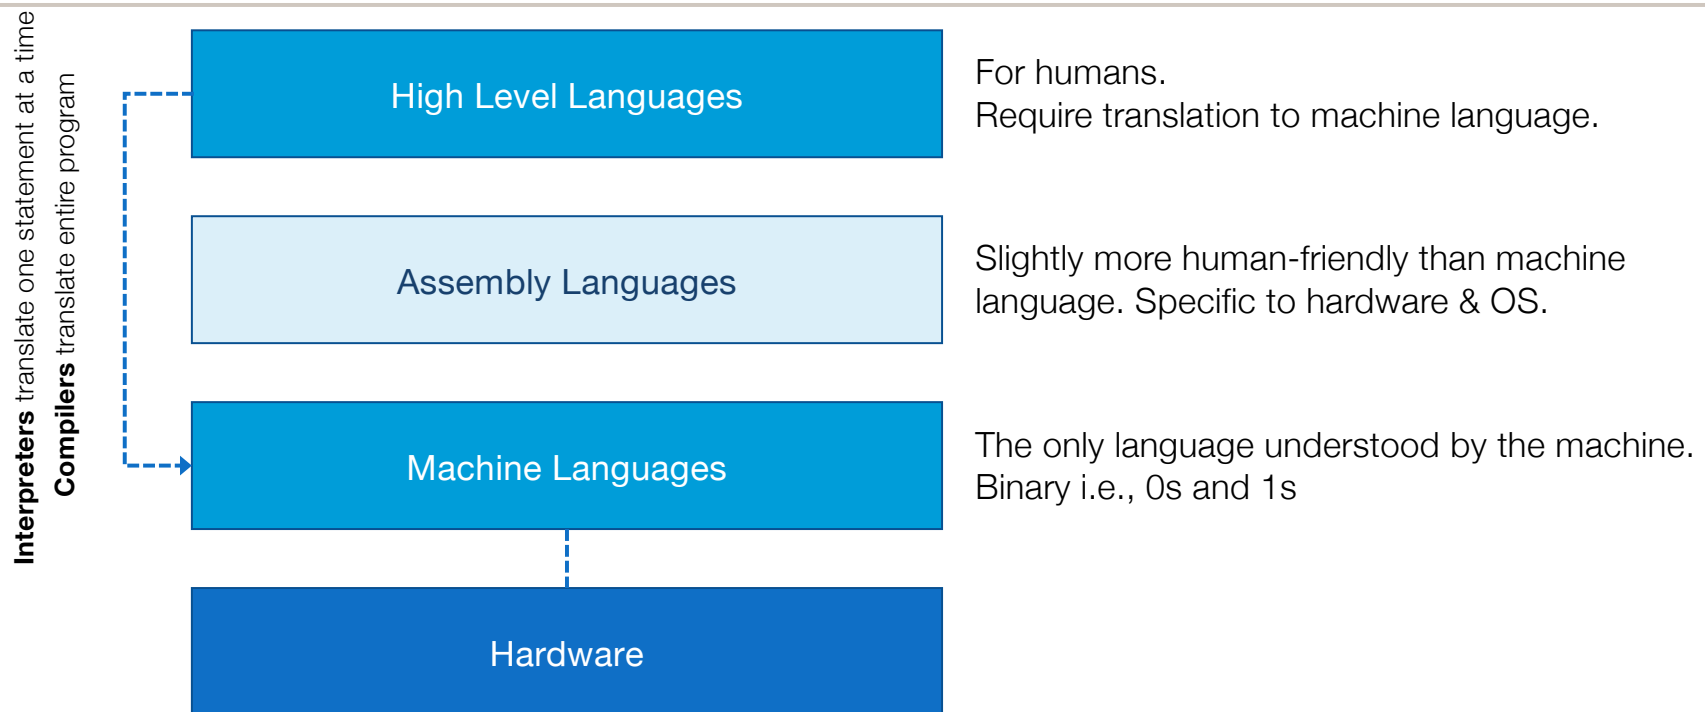 Interpreters translate one statement at a time
Compilers translate entire program
High Level Languages
For humans.
Require translation to machine language.
Assembly Languages
Slightly more human-friendly than machine
language. Specific to hardware & OS.
Machine Languages
The only language understood by the machine.
Binary i.e., 0s and 1s
Hardware